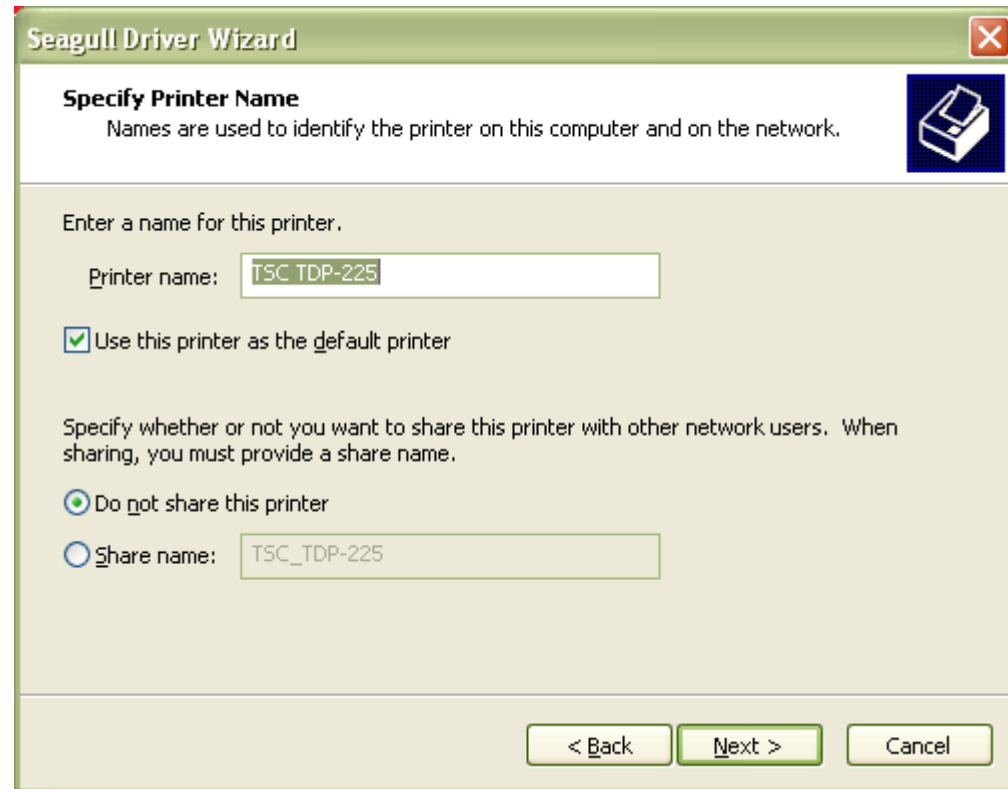 Seagull Driver Wizard
Specify Printer Name
Names are used to identify the printer on this computer and on the network.
Enter a name for this printer.
Printer name: TSC TDP-225
Use this printer as the default printer
Specify whether or not you want to share this printer with other network users.  When
sharing, you must provide a share name.
Do not share this printer
Share name: TSC_TDP-225
< Back Next > Cancel